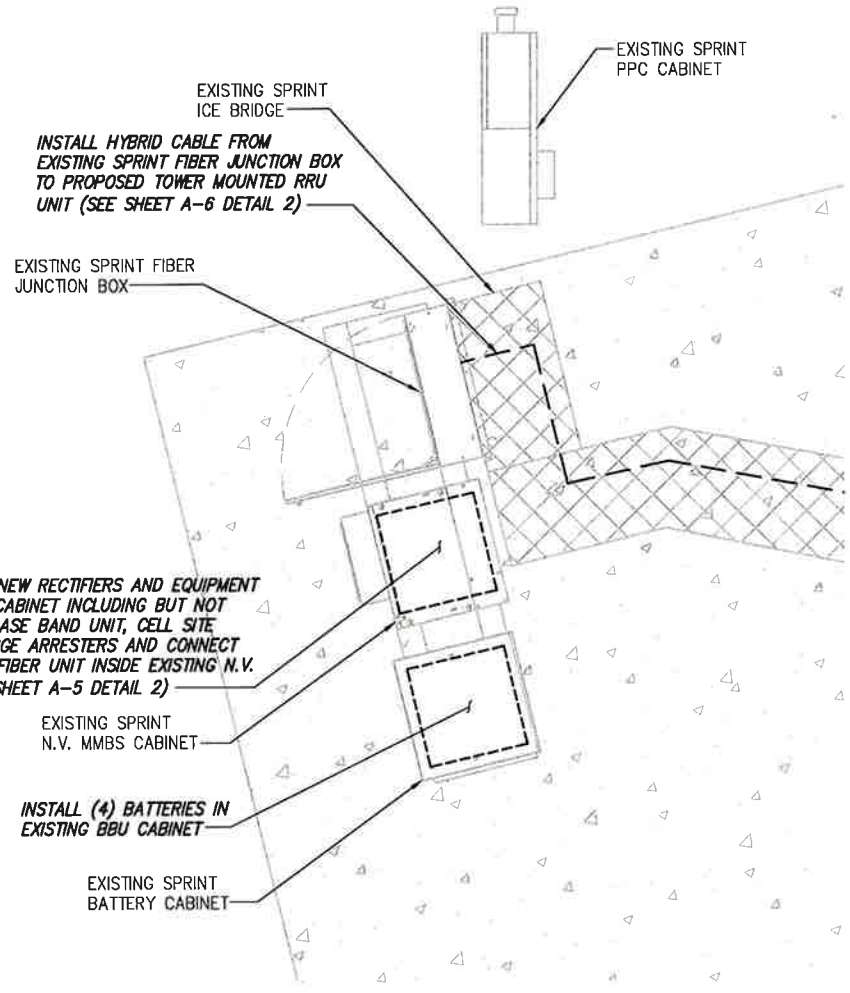 EXISTING SPRINT
PPC CABINET
EXISTING SPRINT
ICE BRIDGE
INSTALL HYBRID CABLE FROM
EXISTING SPRINT FIBER JUNCTION BOX
TO PROPOSED TOWER MOUNTED RRU
UNIT (SEE SHEET A-6 DETAIL 2)
EXISTING SPRINT FIBER
JUNCTION BOX
NEW RECTIFIERS AND EQUIPMENT
CABINET INCLUDING BUT NOT
BAND UNIT, CELL SITE
ARRESTERS AND CONNECT
FIBER UNIT INSIDE EXISTING N.V.
SHEET A-5 DETAIL 2)
EXISTING SPRINT
N.V. MMBS CABINET
INSTALL (4) BATTERIES IN
EXISTING BBU CABINET
EXISTING SPRINT
BATTERY CABINET